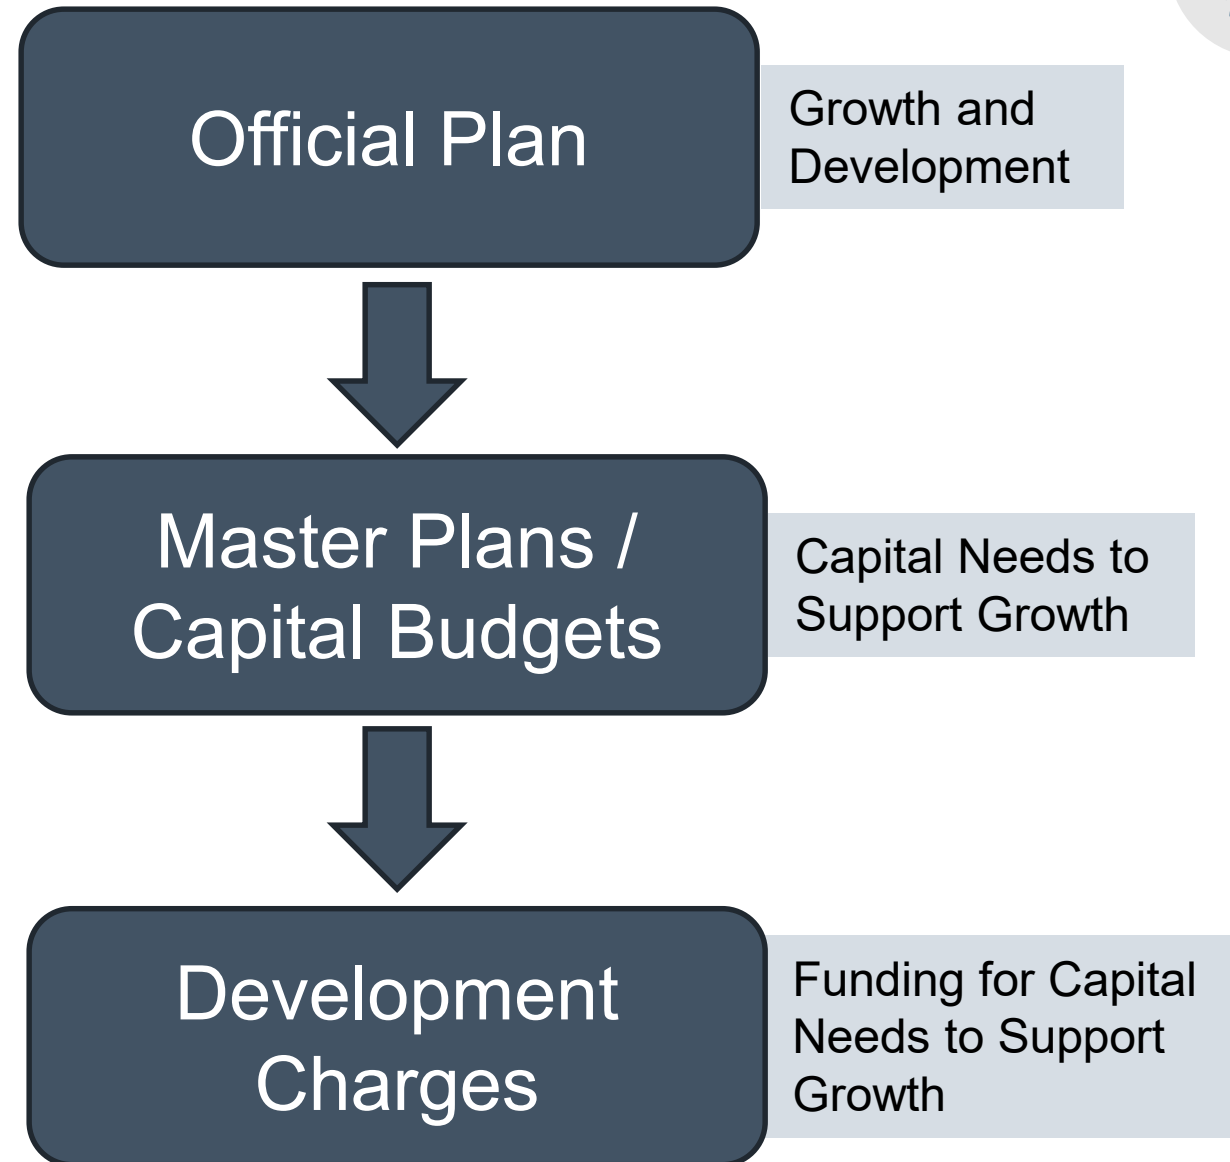 Official Plan
Growth and
Development
Master Plans /
Capital Budgets
Capital Needs to
Support Growth
Development
Charges
Funding for Capital
Needs to Support
Growth